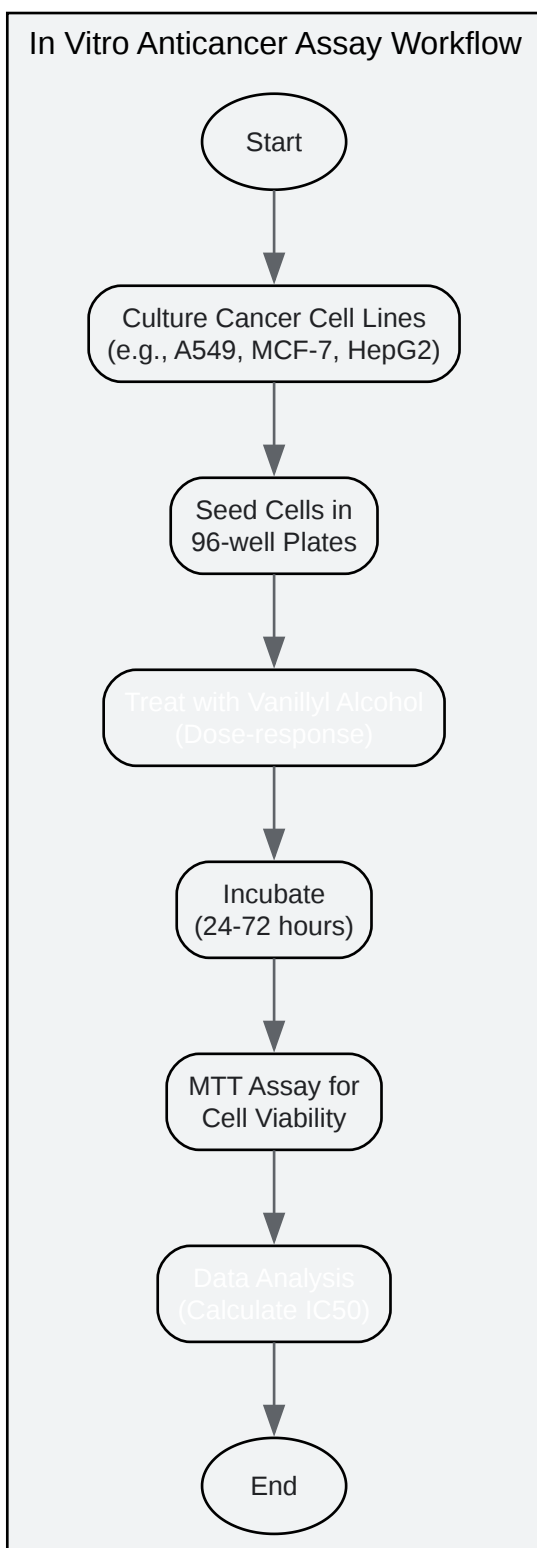 In Vitro Anticancer Assay Workflow
Start
Culture Cancer Cell Lines
(e.g., A549, MCF-7, HepG2)
Seed Cells in
96-well Plates
Treat with Vanillyl Alcohol
(Dose-response)
Incubate
(24-72 hours)
MTT Assay for
Cell Viability
Data Analysis
(Calculate IC50)
End